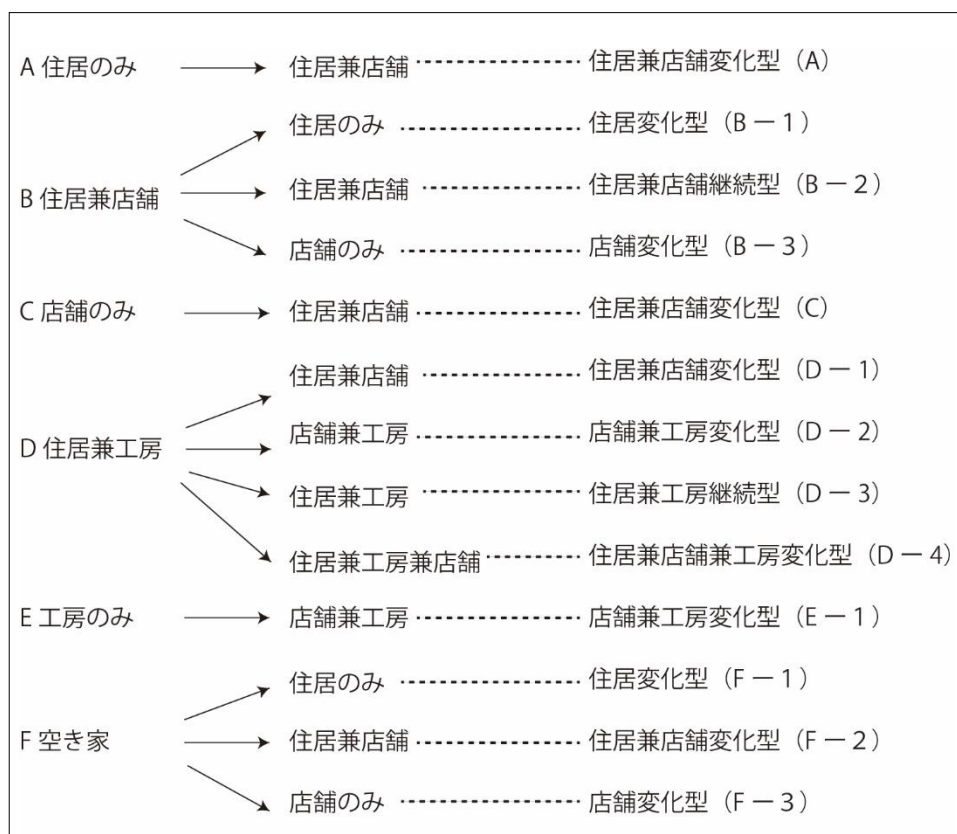 A 住居のみ 住居兼店舗 住居兼店舗変化型（A）
住居のみ 住居変化型（B－1）
B 住居兼店舗 住居兼店舗 住居兼店舗継続型（B－2）
店舗のみ 店舗変化型（B－3）
C 店舗のみ 住居兼店舗 住居兼店舗変化型（C）
住居兼店舗 住居兼店舗変化型（D－1）
D 住居兼工房 店舗兼工房 店舗兼工房変化型（D－2）
住居兼工房 住居兼工房継続型（D－3）
住居兼工房兼店舗 住居兼店舗兼工房変化型（D－4）
E 工房のみ 店舗兼工房 店舗兼工房変化型（E－1）
住居のみ 住居変化型（F－1）
F 空き家 住居兼店舗 住居兼店舗変化型（F－2）
店舗のみ 店舗変化型（F－3）